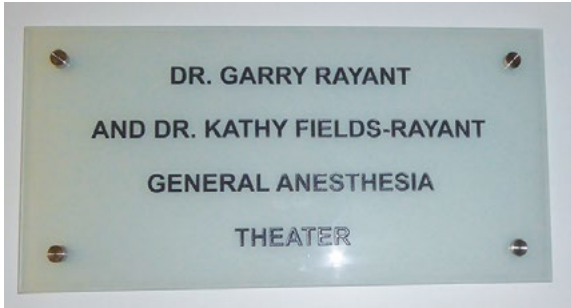 DR. GARRY RAYANT
AND DR. KATHY FIELDS-RAYANT
GENERAL ANESTHESIA
THEATER